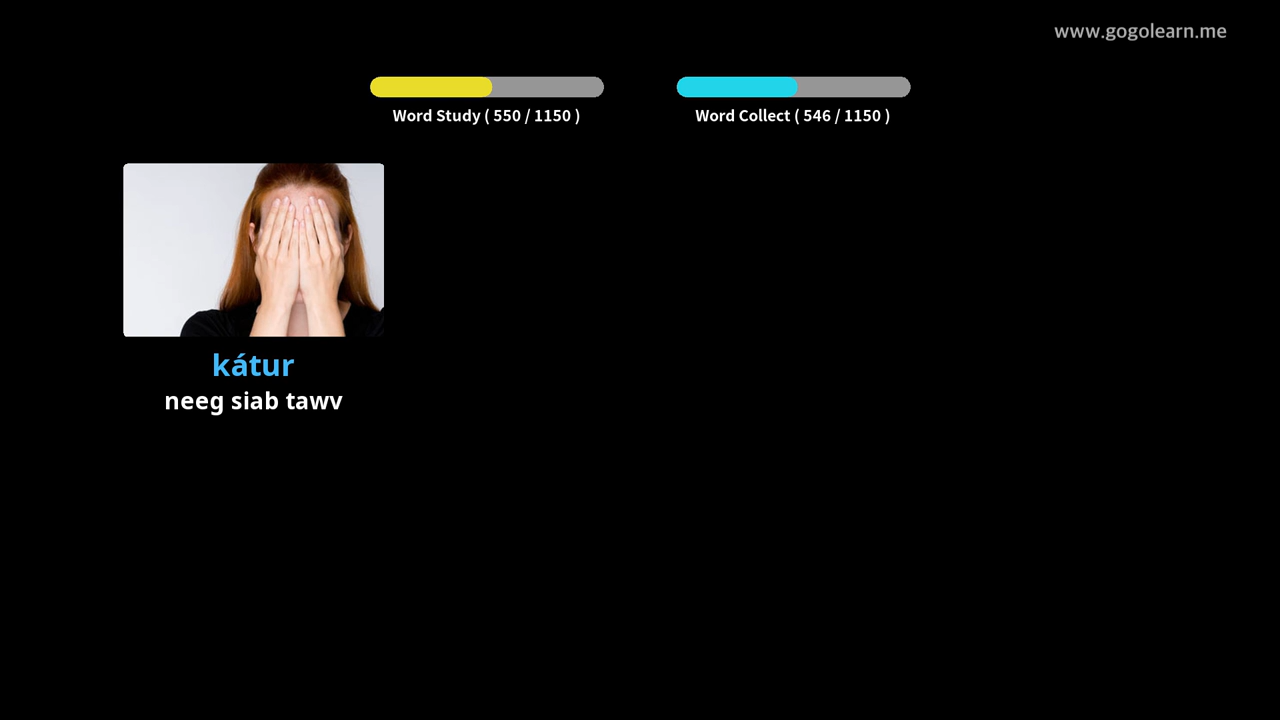 www.gogolearn.me
Word Study ( 550 / 1150 )
Word Collect ( 546 / 1150 )
kátur
neeg siab tawv